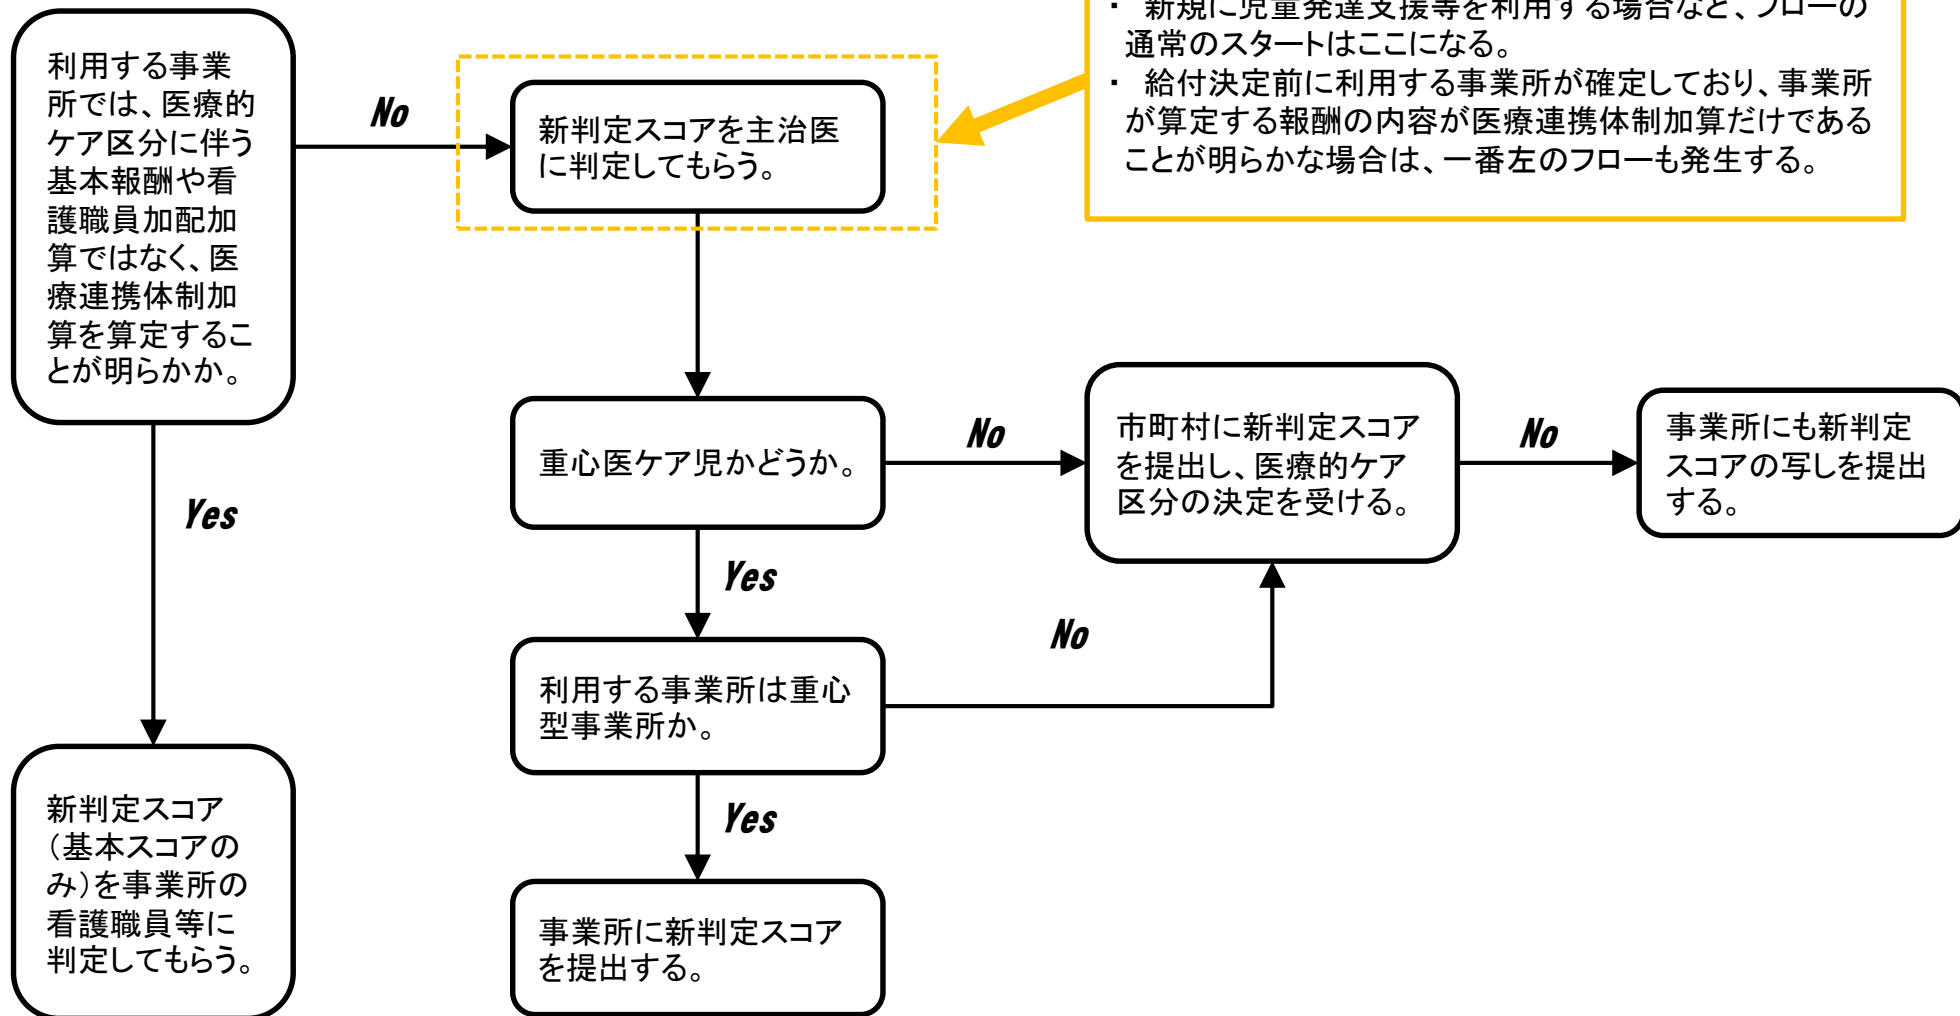 利用する事業
所では、医療的
ケア区分に伴う
基本報酬や看
護職員加配加
算ではなく、医
療連携体制加
算を算定するこ
とが明らかか。
No
新判定スコアを主治医
に判定してもらう。
・ 新規に児童発達支援等を利用する場合など、フローの
通常のスタートはここになる。
・ 給付決定前に利用する事業所が確定しており、事業所
が算定する報酬の内容が医療連携体制加算だけである
ことが明らかな場合は、一番左のフローも発生する。
Yes
重心医ケア児かどうか。
No
市町村に新判定スコア
を提出し、医療的ケア
区分の決定を受ける。
No
事業所にも新判定
スコアの写しを提出
する。
Yes
利用する事業所は重心
型事業所か。
No
Yes
新判定スコア
（基本スコアの
み）を事業所の
看護職員等に
判定してもらう。
事業所に新判定スコア
を提出する。